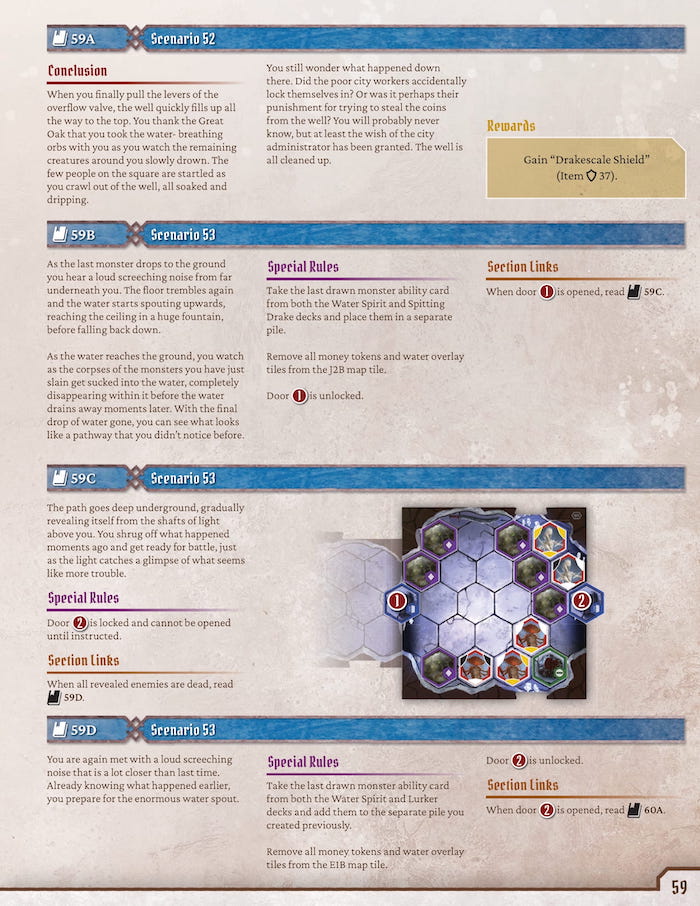 59A
Scenario 52
Conclusion
When you finally pull the levers of the
overflow valve, the well quickly fills up all
the way to the top. You thank the Great
Oak that you took the water- breathing
orbs with you as you watch the remaining
creatures around you slowly drown. The
few people on the square are startled as
you crawl out of the well, all soaked and
dripping.
You still wonder what happened down
there. Did the poor city workers accidentally
lock themselves in? Or was it perhaps their
punishment for trying to steal the coins
from the well? You will probably never
know, but at least the wish of the city
administrator has been granted. The well is
all cleaned up.
Rewards
Gain “Drakescale Shield”
(Item 37).
59B
Scenario 53
As the last monster drops to the ground
you hear a loud screeching noise from far
underneath you. The floor trembles again
and the water starts spouting upwards,
reaching the ceiling in a huge fountain,
before falling back down.
As the water reaches the ground, you watch
as the corpses of the monsters you have just
slain get sucked into the water, completely
disappearing within it before the water
drains away moments later. With the final
drop of water gone, you can see what looks
like a pathway that you didn’t notice before.
Special Rules
Take the last drawn monster ability card
from both the Water Spirit and Spitting
Drake decks and place them in a separate
pile.
Remove all money tokens and water overlay
tiles from the J2B map tile.
Door 1 is unlocked.
Section Links
When door 1 is opened, read 59C.
59C
Scenario 53
The path goes deep underground, gradually
revealing itself from the shafts of light
above you. You shrug off what happened
moments ago and get ready for battle, just
as the light catches a glimpse of what seems
like more trouble.
Special Rules
Door 2 is locked and cannot be opened
until instructed.
Section Links
When all revealed enemies are dead, read
59D.
1
2
59D
Scenario 53
You are again met with a loud screeching
noise that is a lot closer than last time.
Already knowing what happened earlier,
you prepare for the enormous water spout.
Special Rules
Take the last drawn monster ability card
from both the Water Spirit and Lurker
decks and add them to the separate pile you
created previously.
Remove all money tokens and water overlay
tiles from the E1B map tile.
Door 2 is unlocked.
Section Links
When door 2 is opened, read 60A.
59